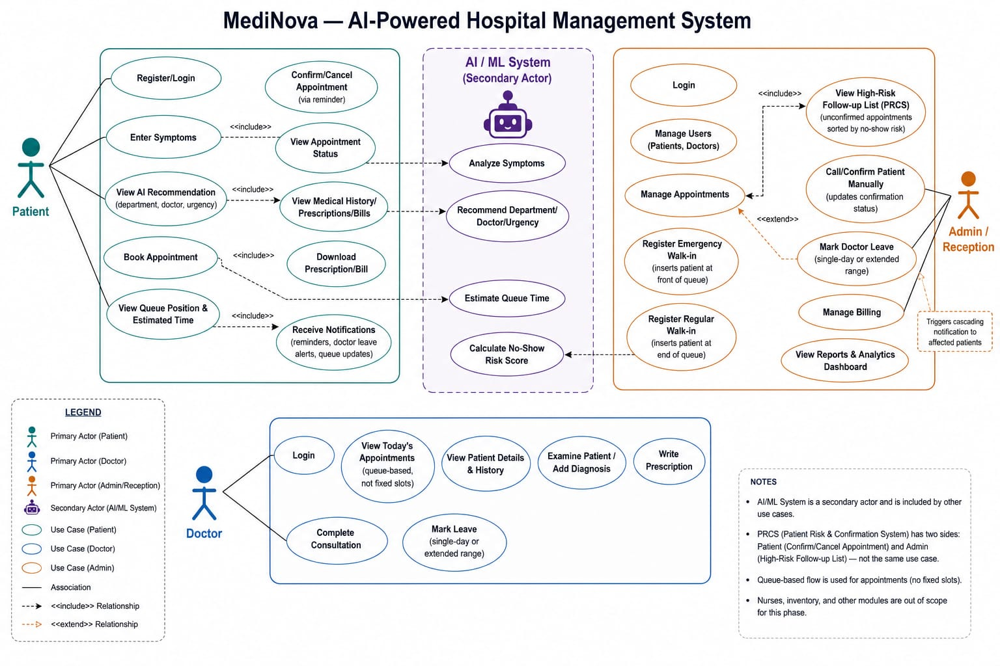 MediNova — AI-Powered Hospital Management System
Register/Login
Confirm/Cancel
Appointment
(via reminder)
Enter Symptoms
<<include>>
View Appointment
Status
View AI Recommendation
(department, doctor, urgency)
<<include>>
View Medical History/
Prescriptions/Bills
Book Appointment
<<include>>
Download
Prescription/Bill
View Queue Position &
Estimated Time
<<include>>
Receive Notifications
(reminders, doctor leave
alerts, queue updates)
Patient
AI / ML System
(Secondary Actor)
Analyze Symptoms
Recommend Department/
Doctor/Urgency
Estimate Queue Time
Calculate No-Show
Risk Score
Login
<<include>>
View High-Risk
Follow-up List (PRCS)
(unconfirmed appointments
sorted by no-show risk)
Manage Users
(Patients, Doctors)
Manage Appointments
Call/Confirm Patient
Manually
(updates confirmation
status)
<<extend>>
Register Emergency
Walk-in
(inserts patient at
front of queue)
Mark Doctor Leave
(single-day or extended
range)
Register Regular
Walk-in
(inserts patient at
end of queue)
Manage Billing
View Reports & Analytics
Dashboard
Admin /
Reception
Triggers cascading
notification to
affected patients
LEGEND
Primary Actor (Patient)
Primary Actor (Doctor)
Primary Actor (Admin/Reception)
Secondary Actor (AI/ML System)
Use Case (Patient)
Use Case (Doctor)
Use Case (Admin)
Association
<<include>> Relationship
<<extend>> Relationship
Doctor
Login
View Today's
Appointments
(queue-based,
not fixed slots)
View Patient Details
& History
Examine Patient /
Add Diagnosis
Write
Prescription
Complete
Consultation
Mark Leave
(single-day or
extended range)
NOTES
• AI/ML System is a secondary actor and is included by other
use cases.
• PRCS (Patient Risk & Confirmation System) has two sides:
Patient (Confirm/Cancel Appointment) and Admin
(High-Risk Follow-up List) — not the same use case.
• Queue-based flow is used for appointments (no fixed slots).
• Nurses, inventory, and other modules are out of scope
for this phase.